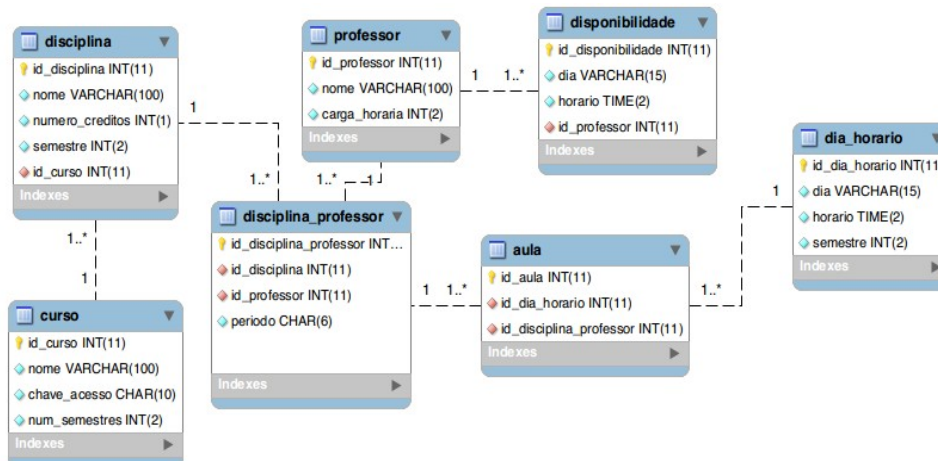 disciplina
id_disciplina INT(11)
nome VARCHAR(100)
numero_creditos INT(1)
semestre INT(2)
id_curso INT(11)
Indexes
professor
id_professor INT(11)
nome VARCHAR(100)
carga_horaria INT(2)
Indexes
disponibilidade
id_disponibilidade INT(11)
dia VARCHAR(15)
horario TIME(2)
id_professor INT(11)
Indexes
dia_horario
id_dia_horario INT(11
dia VARCHAR(15)
horario TIME(2)
semestre INT(2)
Indexes
disciplina_professor
id_disciplina_professor INT...
id_disciplina INT(11)
id_professor INT(11)
periodo CHAR(6)
Indexes
aula
id_aula INT(11)
id_dia_horario INT(11)
id_disciplina_professor INT(11)
Indexes
curso
id_curso INT(11)
nome VARCHAR(100)
chave_acesso CHAR(10)
num_semestres INT(2)
Indexes
1
1..*
1
1..*
1..*
1
1..*
1
1
1..*
1
1..*